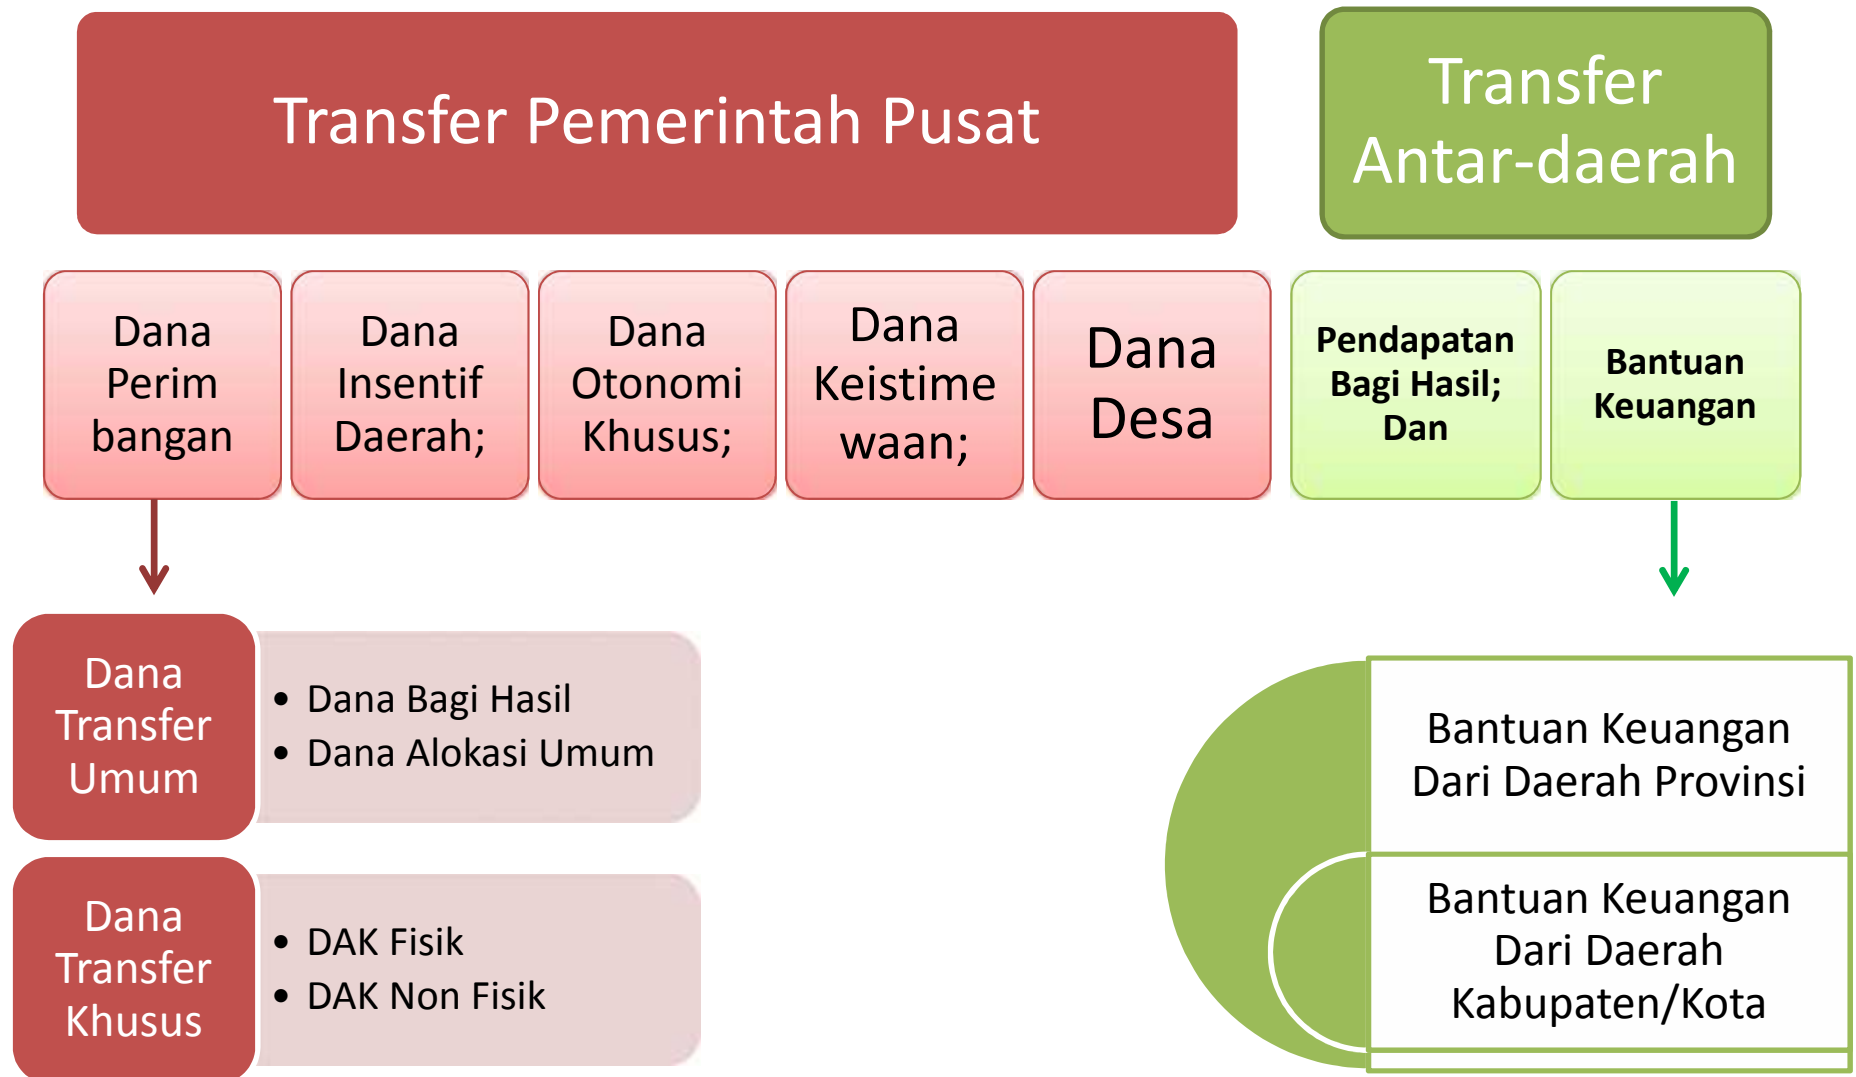 Transfer Pemerintah Pusat
Transfer
Antar-daerah
Dana
Perim
bangan
Dana
Insentif
Daerah;
Dana
Otonomi
Khusus;
Dana
Keistime
waan;
Dana
Desa
Pendapatan
Bagi Hasil;
Dan
Bantuan
Keuangan
Dana
Transfer
Umum
• Dana Bagi Hasil
• Dana Alokasi Umum
Dana
Transfer
Khusus
• DAK Fisik
• DAK Non Fisik
Bantuan Keuangan
Dari Daerah Provinsi
Bantuan Keuangan
Dari Daerah
Kabupaten/Kota